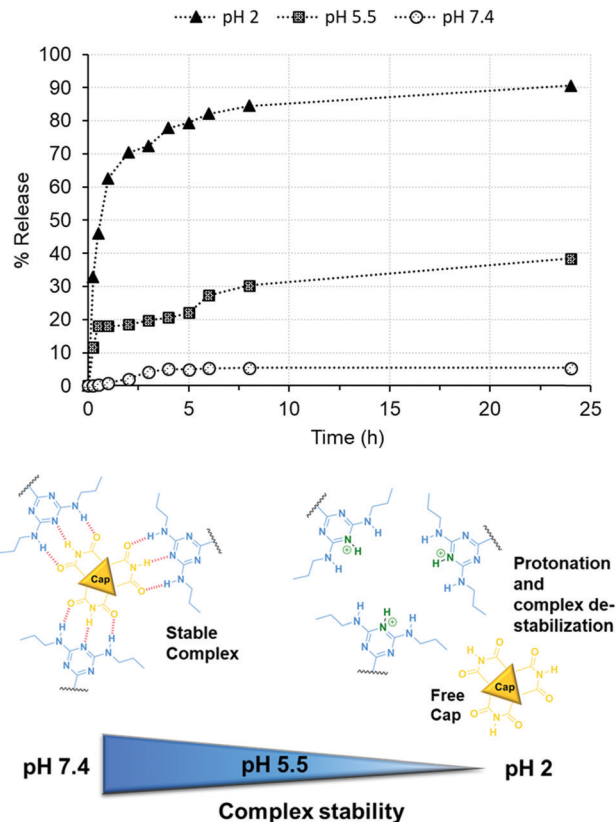 pH 2 pH 5.5 pH 7.4
100
90
80
70
60
50
40
30
20
10
0
% Release
0 5 10 15 20 25
Time (h)
N N N N H
N H
N H
O O
O N H O
O N H O
O N H O
Cap
H N
N N N
N H
H N N N N N H
Stable
Complex
N N N N H
N H
H
⊕
N N N N H
N H
H
⊕
H
N ⊕
N N
N H
N H
Protonation
and
complex de-
stabilization
Free
Cap
Cap
O N H O
O N H O
O N H O
pH 7.4 pH 5.5 pH 2
Complex stability